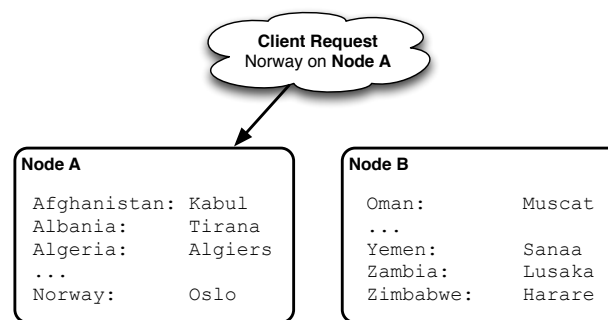 Client Request
Norway on Node A
Node A
Afghanistan: Kabul
Albania: Tirana
Algeria: Algiers
...
Norway: Oslo
Node B
Oman: Muscat
...
Yemen: Sanaa
Zambia: Lusaka
Zimbabwe: Harare